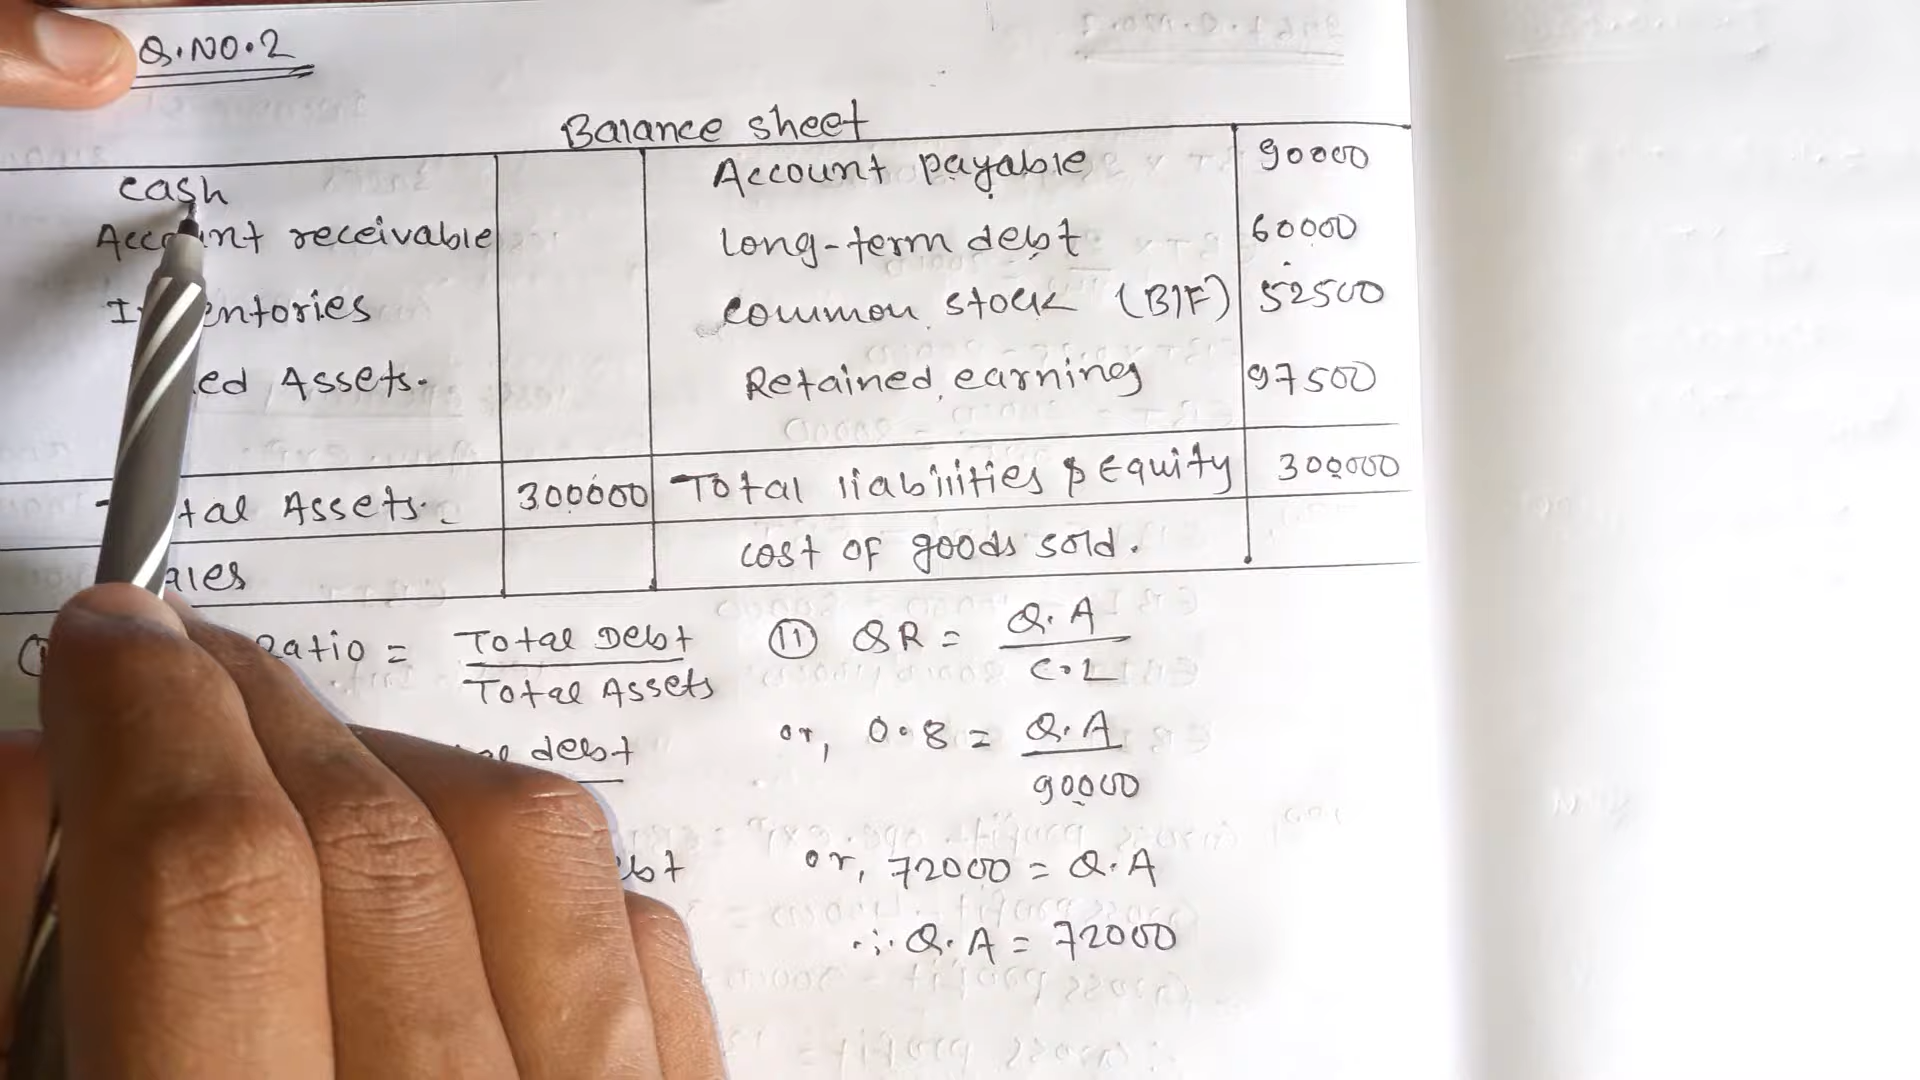 Q.NO.2
Balance sheet
cash Account payable 90000
Account receivable Long-term debt 60000
Inventories common stock (B/F) 52500
ed Assets. Retained earning 97500
tal Assets. 300000 Total liabilities & Equity 300000
ales cost of goods sold.
Ratio = Total Debt / Total Assets
debt
(II) QR = Q.A / C.L
or, 0.8 = Q.A / 90000
or, 72000 = Q.A
∴ Q.A = 72000